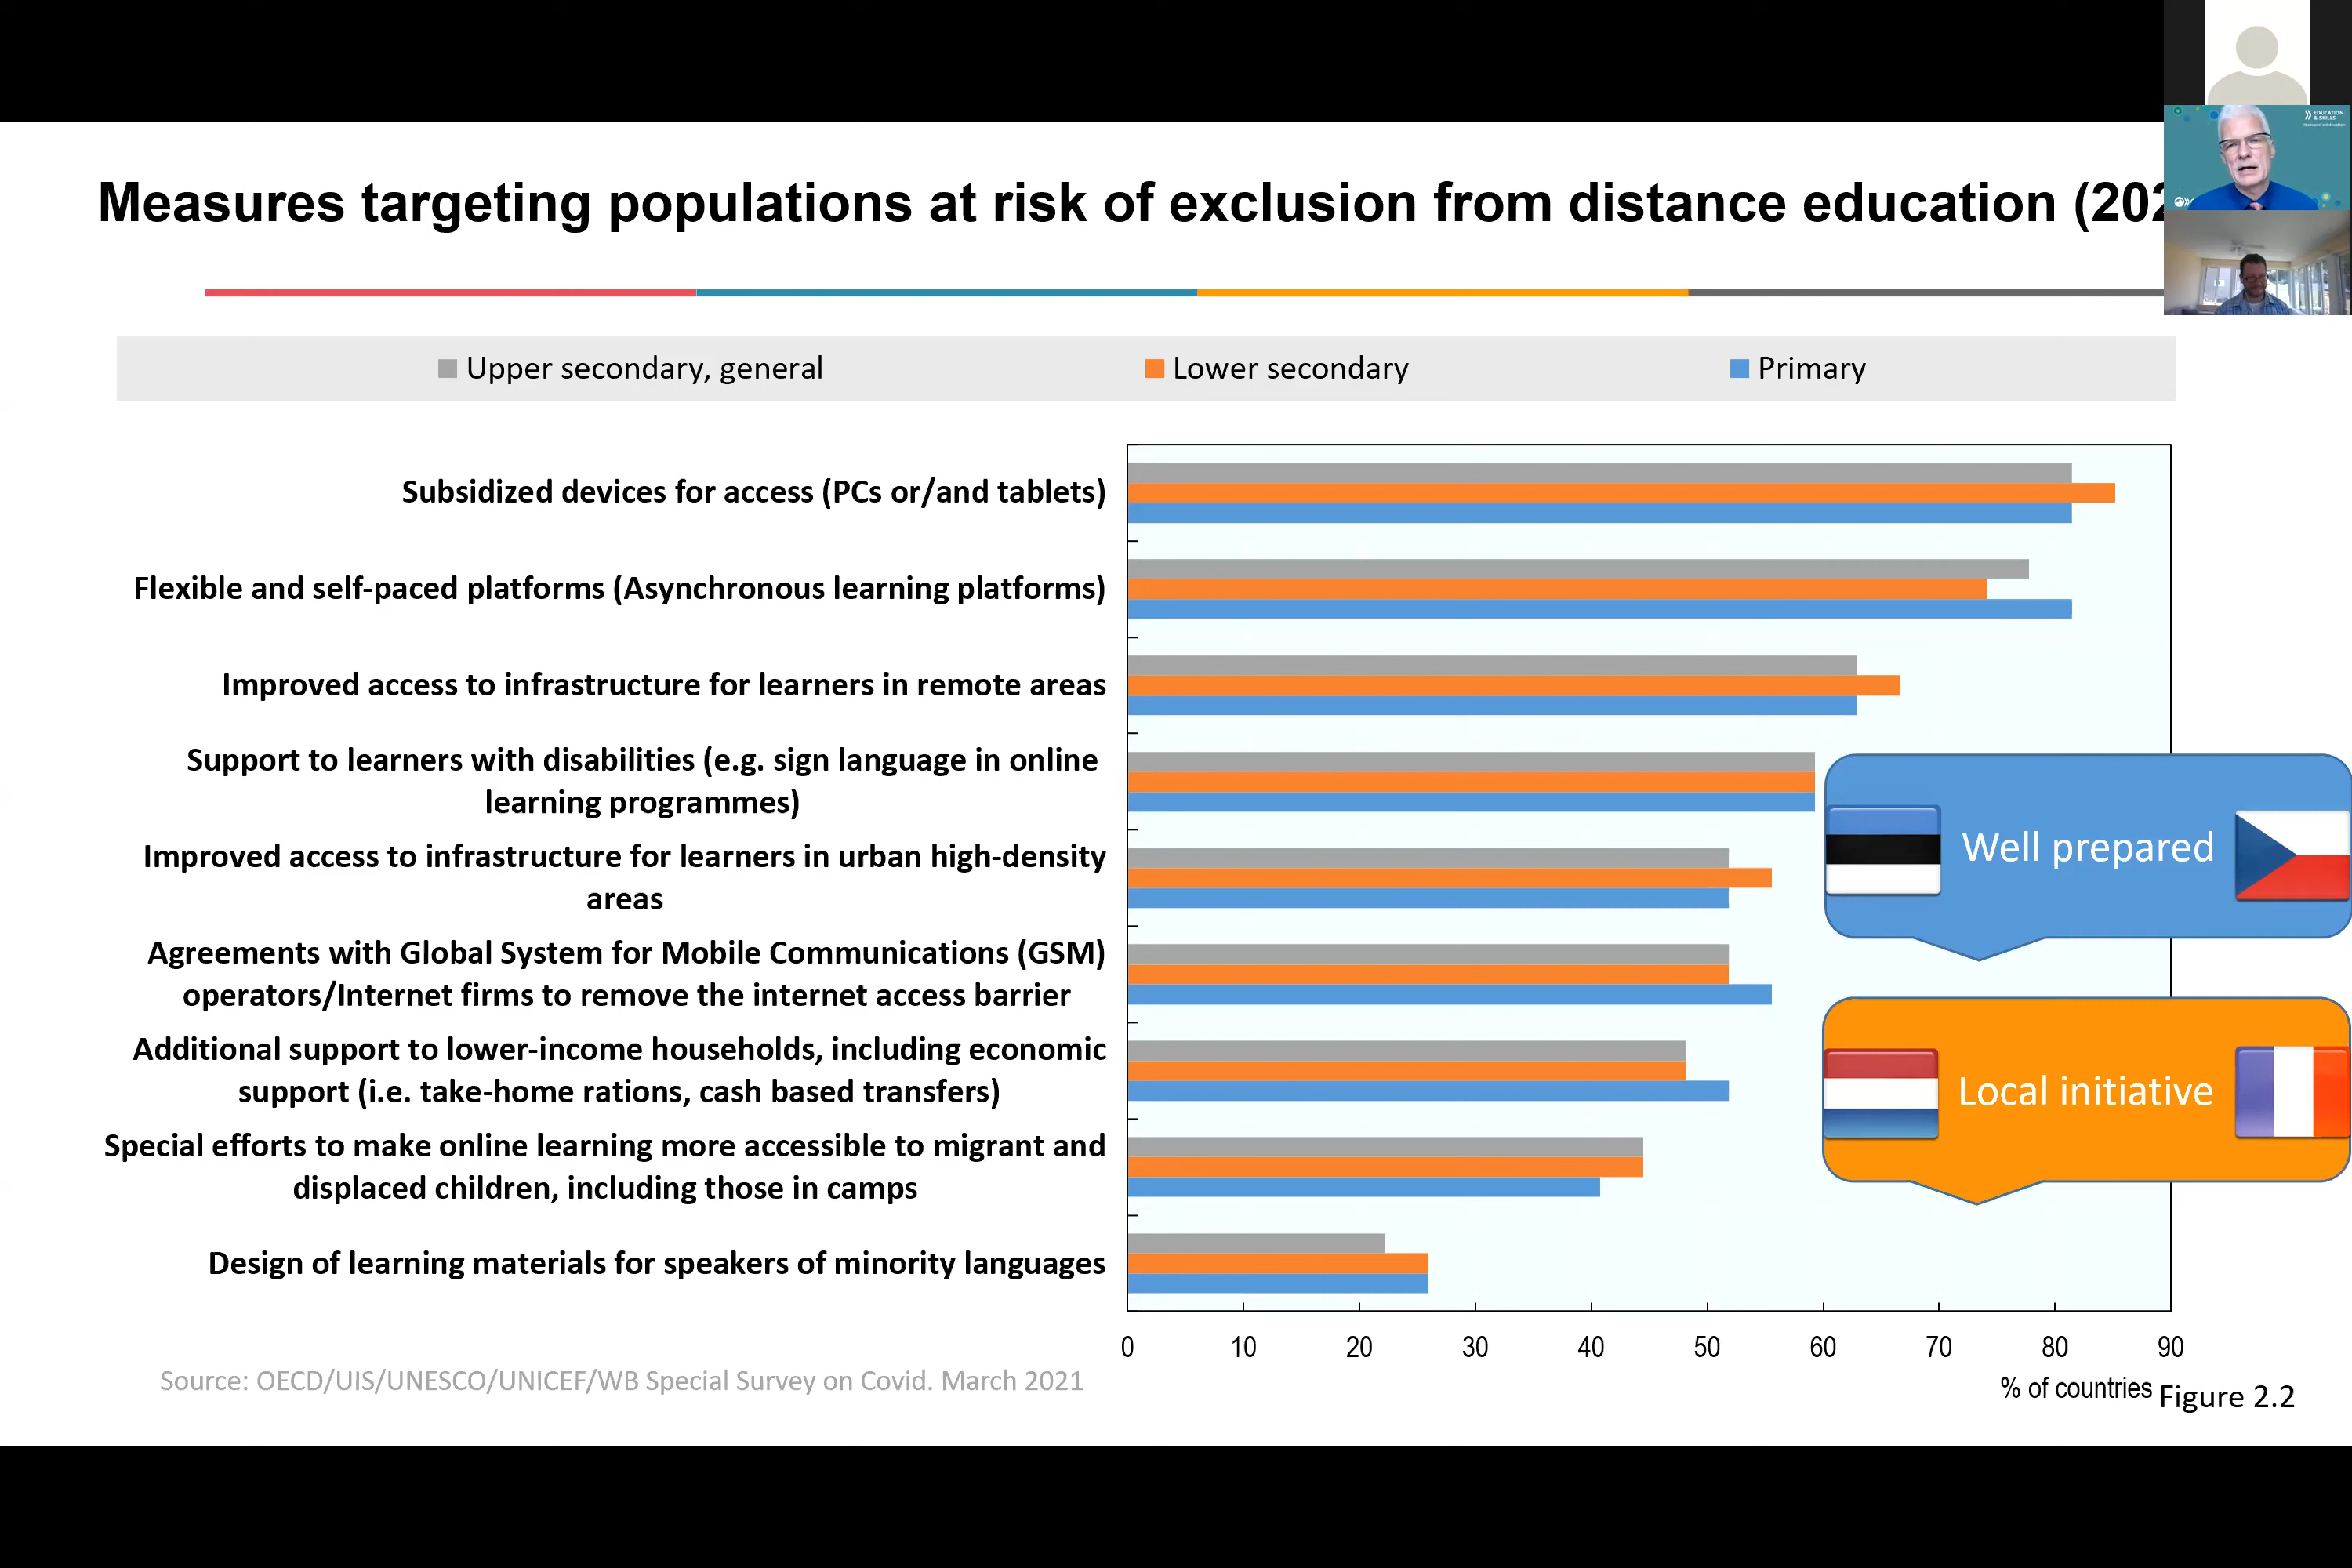 Measures targeting populations at risk of exclusion from distance education (202
EDUCATION
& SKILLS
Upper secondary, general
Lower secondary
Primary
Subsidized devices for access (PCs or/and tablets)
Flexible and self-paced platforms (Asynchronous learning platforms)
Improved access to infrastructure for learners in remote areas
Support to learners with disabilities (e.g. sign language in online
learning programmes)
Improved access to infrastructure for learners in urban high-density
areas
Agreements with Global System for Mobile Communications (GSM)
operators/Internet firms to remove the internet access barrier
Additional support to lower-income households, including economic
support (i.e. take-home rations, cash based transfers)
Special efforts to make online learning more accessible to migrant and
displaced children, including those in camps
Design of learning materials for speakers of minority languages
Well prepared
Local initiative
0 10 20 30 40 50 60 70 80 90
% of countries
Figure 2.2
Source: OECD/UIS/UNESCO/UNICEF/WB Special Survey on Covid. March 2021